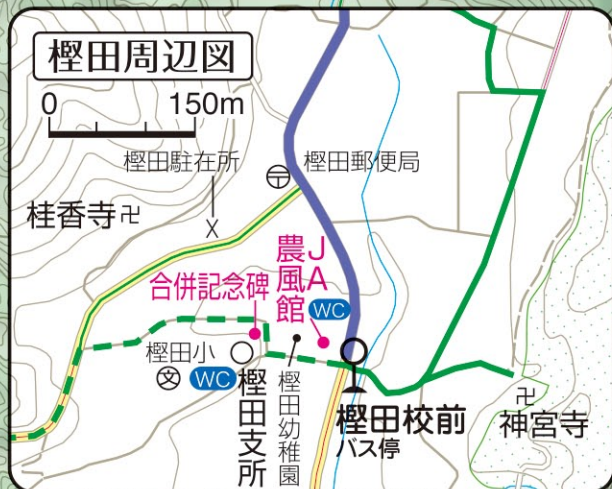 樫田周辺図
0 150m
樫田駐在所
樫田郵便局
桂香寺
JA
農風館
WC
合併記念碑
樫田小
文
WC
樫田支所
樫田幼稚園
樫田校前
バス停
神宮寺